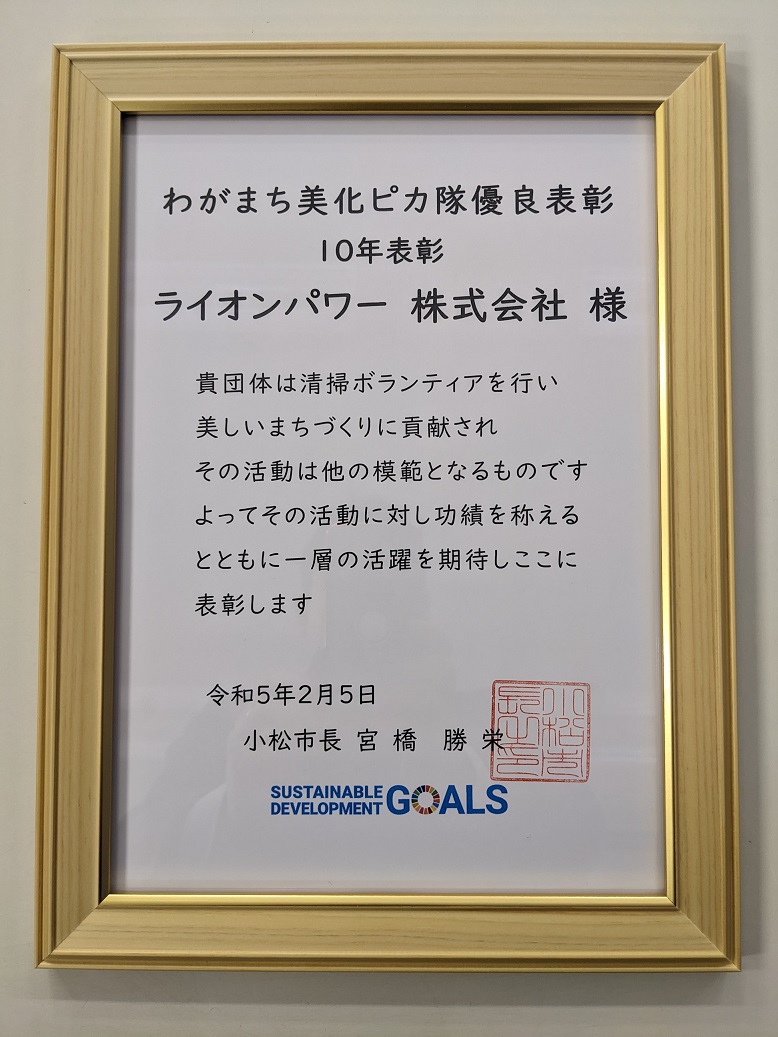 わがまち美化ピカ隊優良表彰
10年表彰
ライオンパワー 株式会社 様
貴団体は清掃ボランティアを行い
美しいまちづくりに貢献され
その活動は他の模範となるものです
よってその活動に対し功績を称える
とともに一層の活躍を期待しここに
表彰します
令和5年2月5日
小松市長 宮 橋 勝 栄
小松市長之印
SUSTAINABLE
DEVELOPMENT GOALS